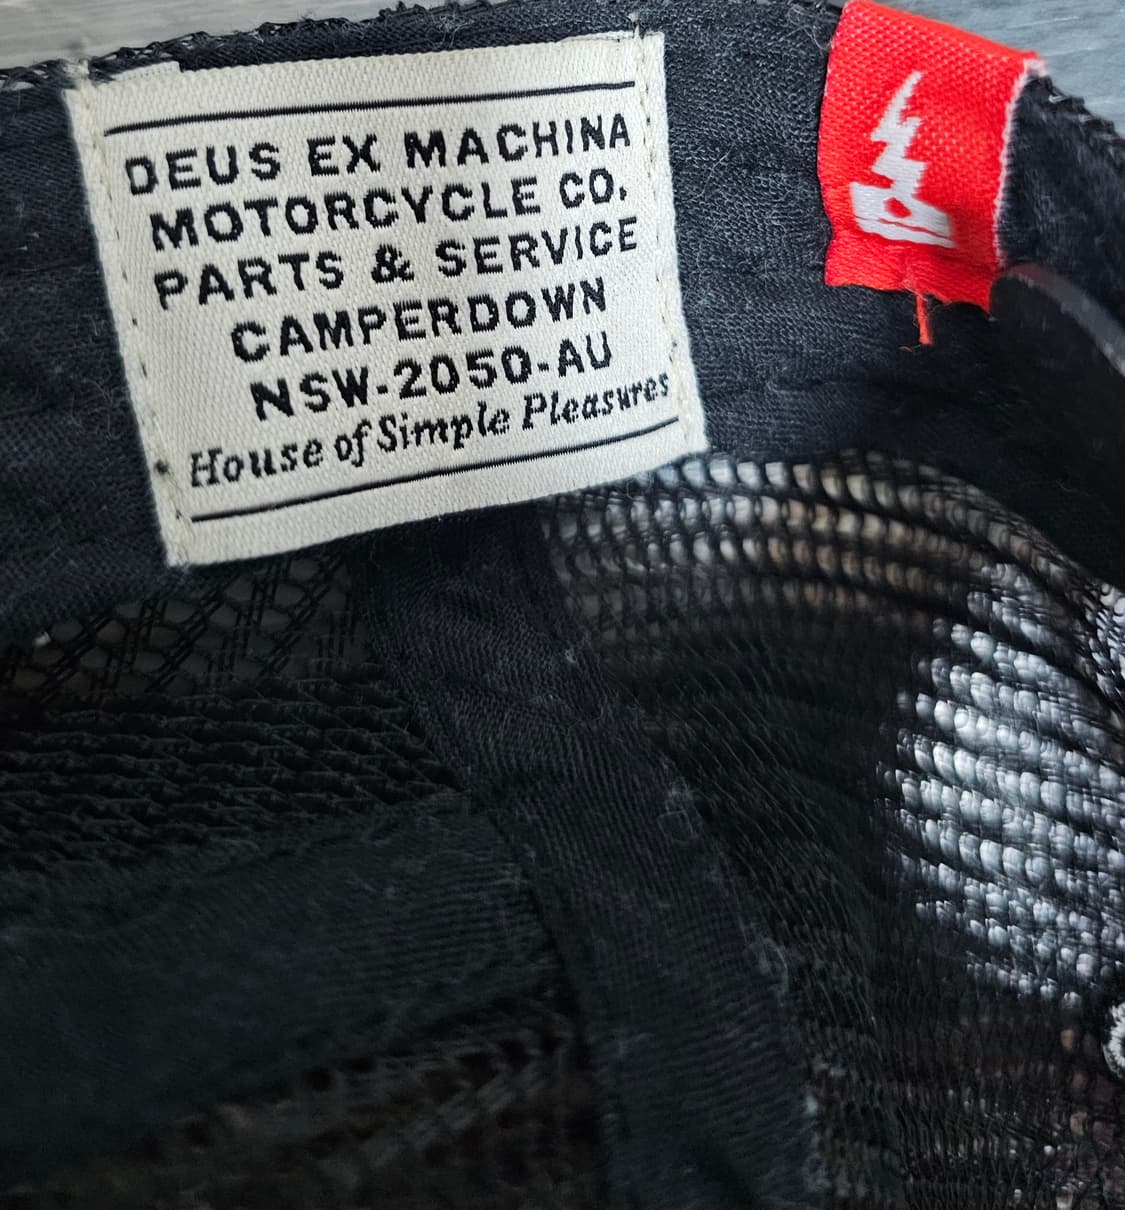 DEUS EX MACHINA
MOTORCYCLE CO.
PARTS & SERVICE
CAMPERDOWN
NSW-2050-AU
House of Simple Pleasures